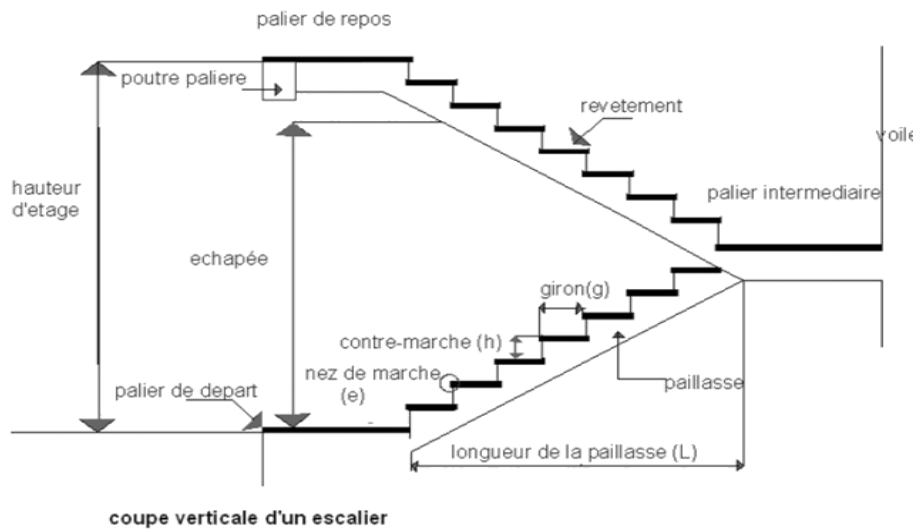 palier de repos
poutre paliere
revetement
voile
hauteur
d'etage
palier intermediaire
echapée
giron(g)
contre-marche (h)
nez de marche
(e)
palier de depart
paillasse
longueur de la paillasse (L)
coupe verticale d'un escalier